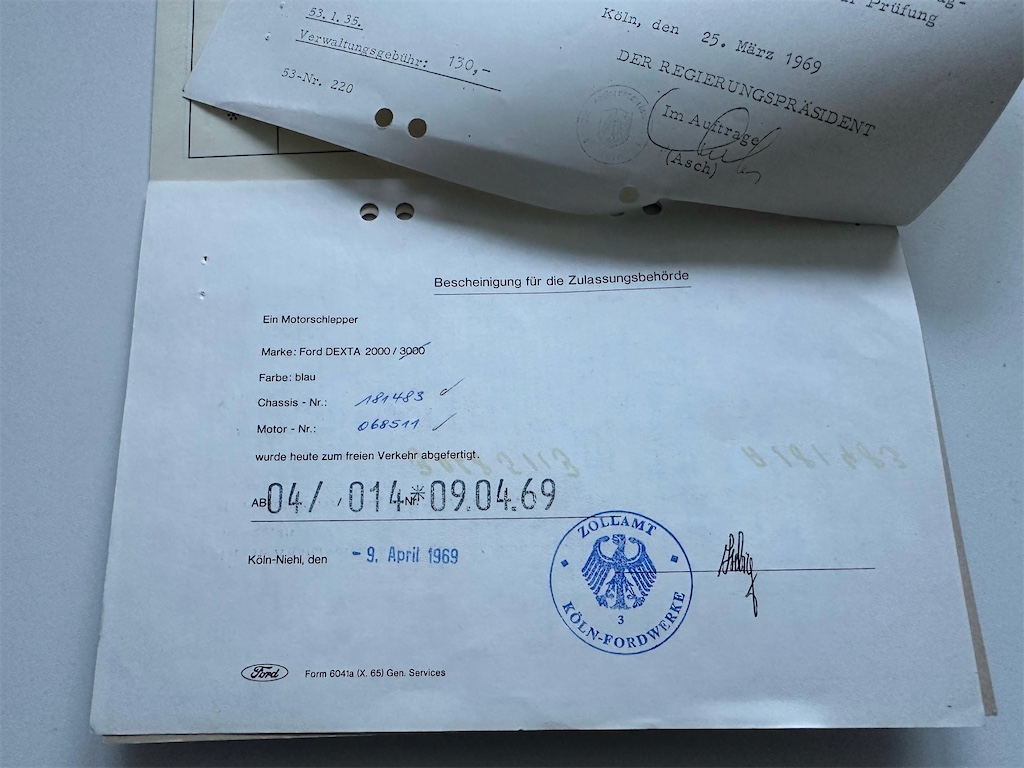 Prüfung
53. 1. 35.
Verwaltungsgebühr: 130,-
53-Nr. 220
Köln, den 25. März 1969
DER REGIERUNGSPRÄSIDENT
Im Auftrage
(Asch)
Bescheinigung für die Zulassungsbehörde
Ein Motorschlepper
Marke: Ford DEXTA 2000 / 3000
Farbe: blau
Chassis - Nr.: 181483
Motor - Nr.: 068511
wurde heute zum freien Verkehr abgefertigt.
AB 04/ /014 Nr. * 09.04.69
Köln-Niehl, den - 9. April 1969
ZOLLAMT
3
KÖLN-FORDWERKE
Ford Form 6041a (X. 65) Gen. Services